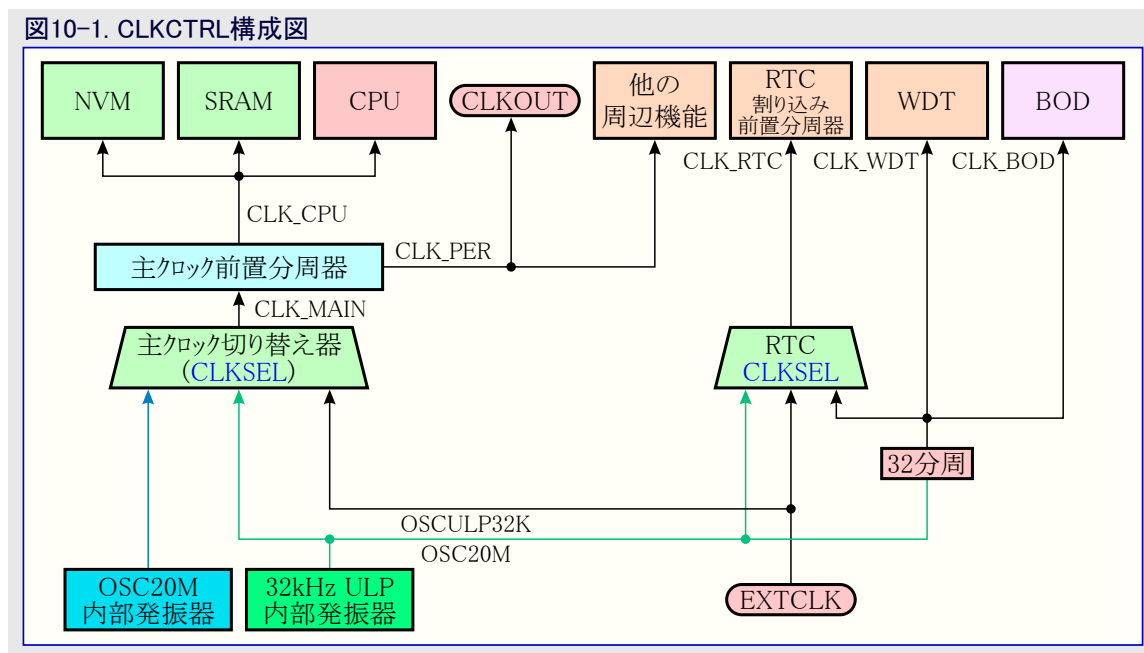 図10-1. CLKCTRL構成図
NVM
SRAM
CPU
CLKOUT
他の
周辺機能
RTC
割り込み
前置分周器
WDT
BOD
CLK_RTC
CLK_WDT
CLK_BOD
CLK_CPU
主クロック前置分周器
CLK_PER
CLK_MAIN
主クロック切り替え器
(CLKSEL)
RTC
CLKSEL
32分周
OSCULP32K
OSC20M
OSC20M
内部発振器
32kHz ULP
内部発振器
EXTCLK